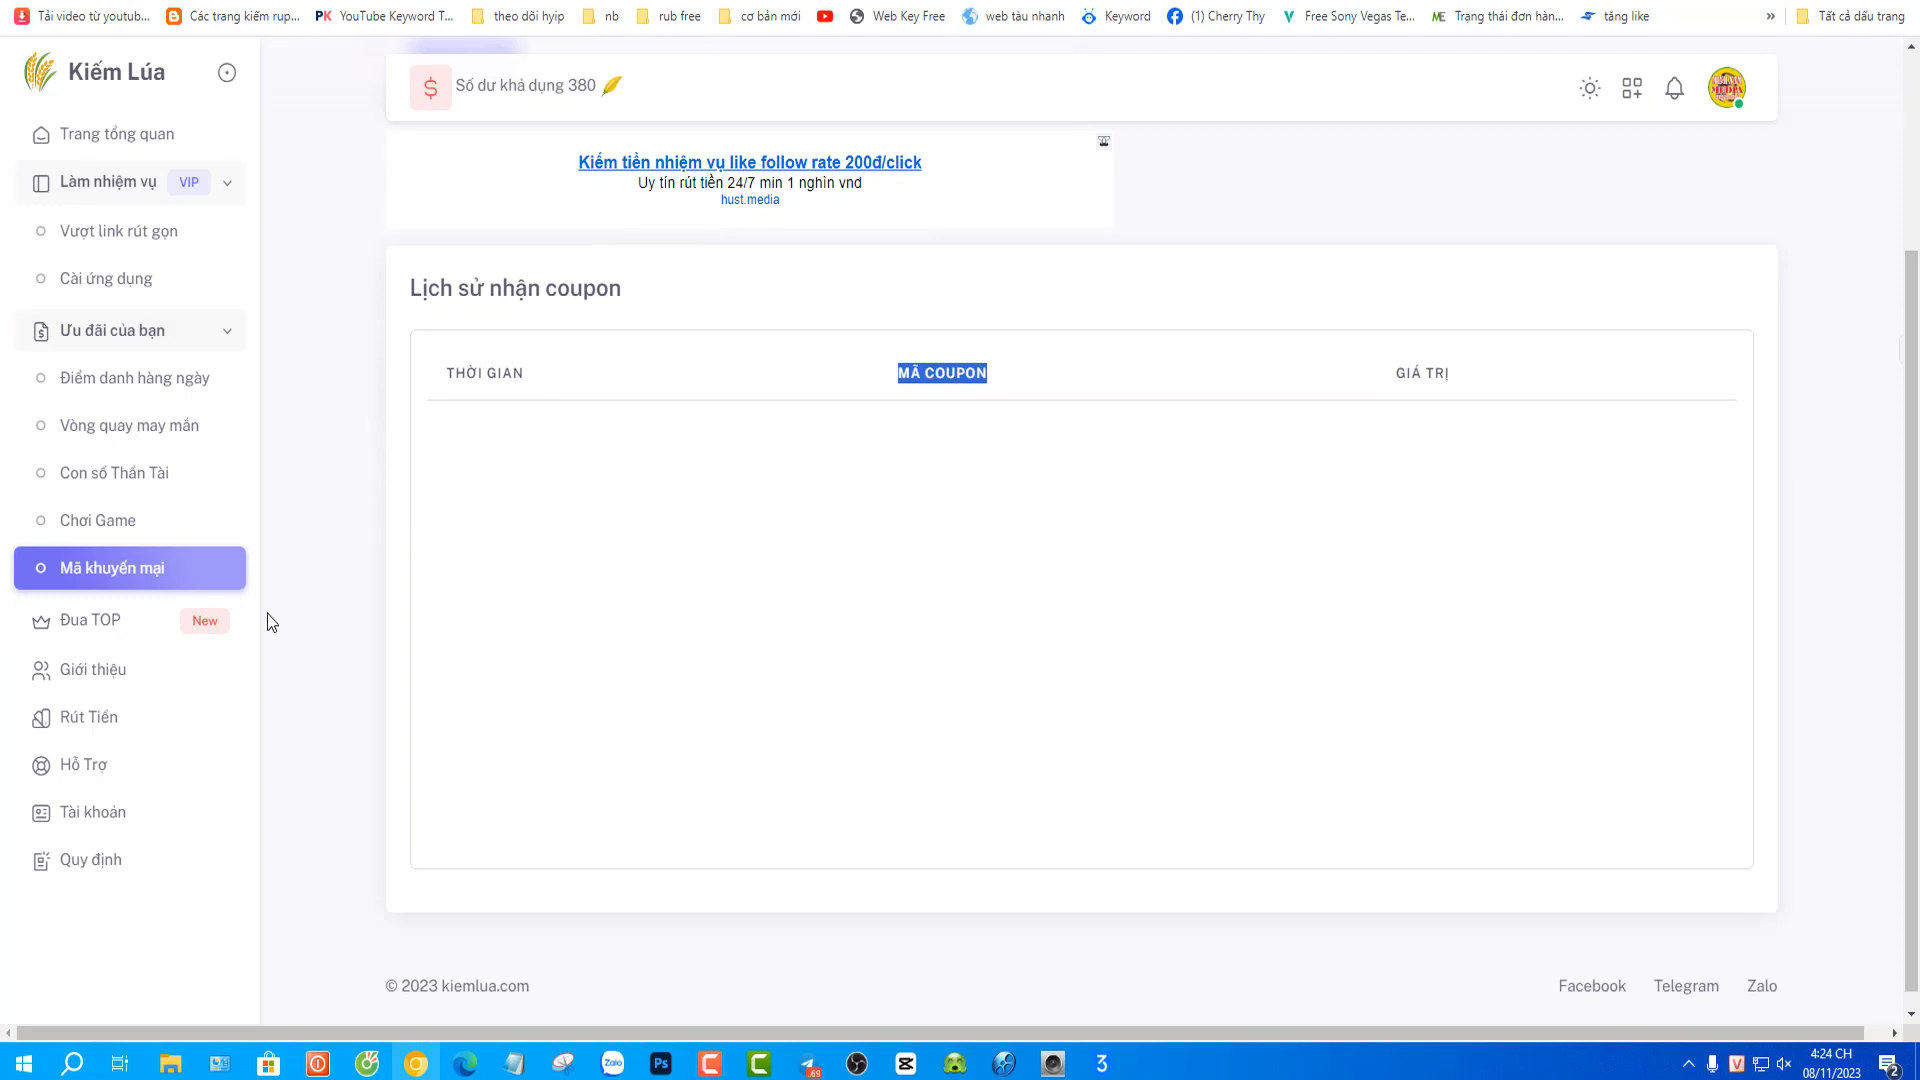 Tải video từ youtub...
Các trang kiếm rup...
PK YouTube Keyword T...
theo dõi hyip
nb
rub free
cơ bản mới
Web Key Free
web tàu nhanh
Keyword
(1) Cherry Thy
Free Sony Vegas Te...
ME Trạng thái đơn hàn...
tăng like
»
Tất cả dấu trang
Kiếm Lúa
Số dư khả dụng 380
Kiếm tiền nhiệm vụ like follow rate 200đ/click
Uy tín rút tiền 24/7 min 1 nghìn vnd
hust.media
Trang tổng quan
Làm nhiệm vụ VIP
Vượt link rút gọn
Cài ứng dụng
Ưu đãi của bạn
Điểm danh hàng ngày
Vòng quay may mắn
Con số Thần Tài
Chơi Game
Mã khuyến mại
Đua TOP New
Giới thiệu
Rút Tiền
Hỗ Trợ
Tài khoản
Quy định
Lịch sử nhận coupon
THỜI GIAN MÃ COUPON GIÁ TRỊ
© 2023 kiemlua.com
Facebook Telegram Zalo
Zalo
Ps
.69
3
V
4:24 CH
08/11/2023
2